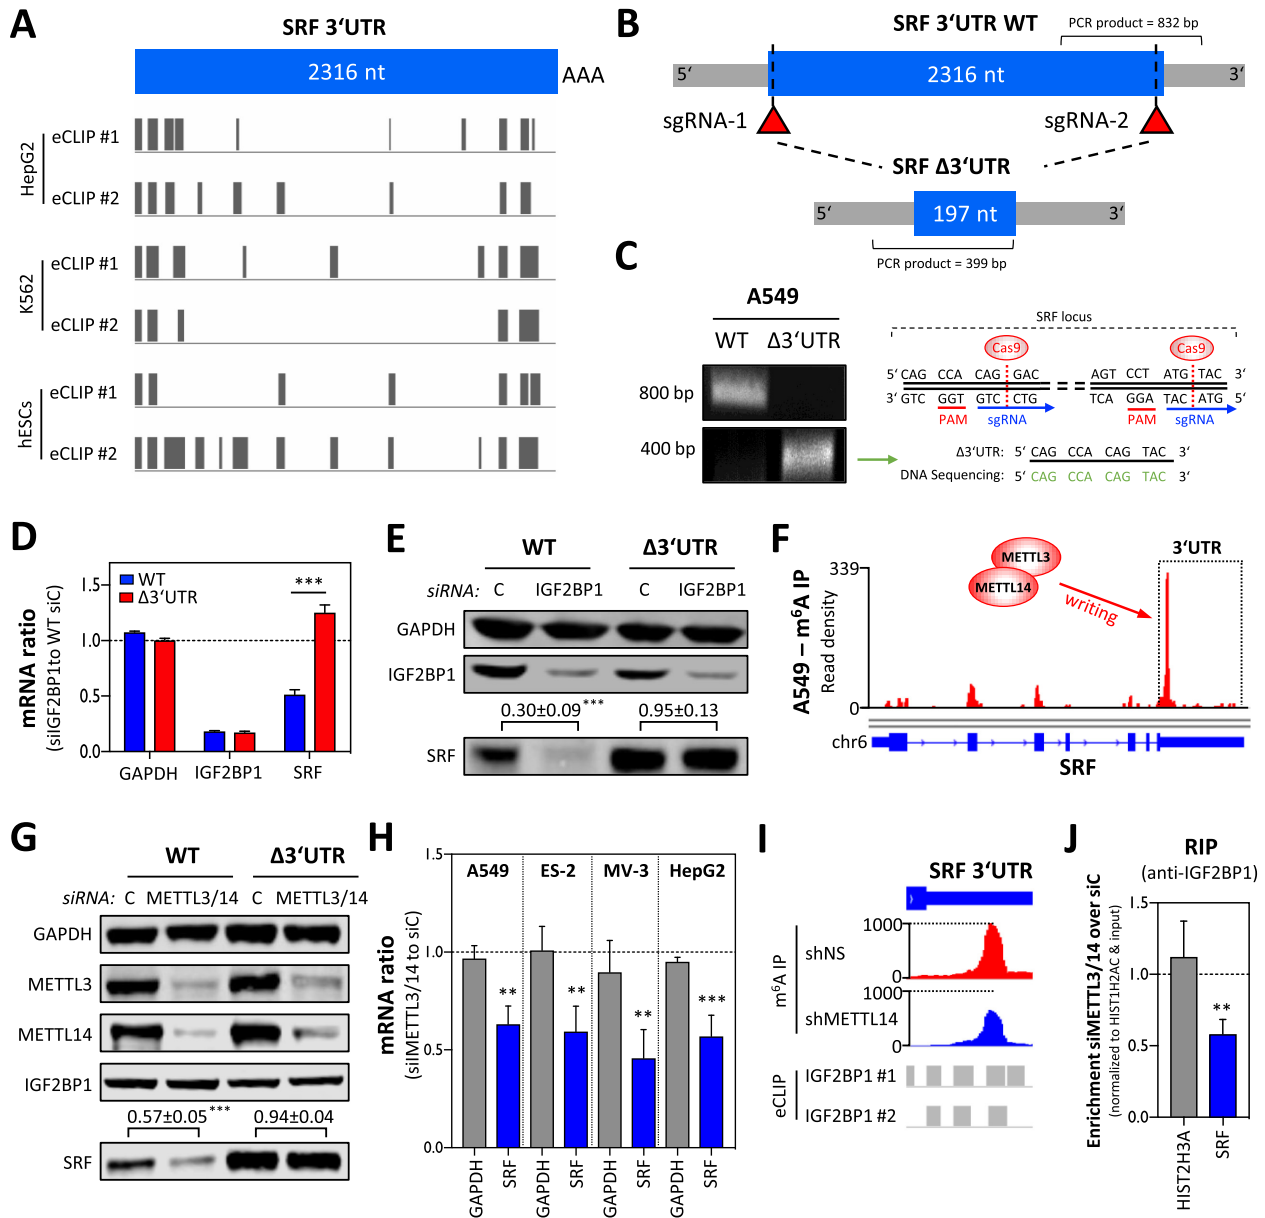 A
SRF 3‘UTR
2316 nt
AAA
HepG2
eCLIP #1
eCLIP #2
K562
eCLIP #1
eCLIP #2
hESCs
eCLIP #1
eCLIP #2
B
SRF 3‘UTR WT
PCR product = 832 bp
5‘
2316 nt
3‘
sgRNA-1
sgRNA-2
SRF Δ3‘UTR
5‘
197 nt
3‘
PCR product = 399 bp
C
A549
WT
Δ3‘UTR
800 bp
400 bp
SRF locus
Cas9
Cas9
5‘ CAG CCA CAG GAC
AGT CCT ATG TAC 3‘
3‘ GTC GGT GTC CTG
TCA GGA TAC ATG 5‘
PAM
sgRNA
PAM
sgRNA
Δ3‘UTR: 5‘ CAG CCA CAG TAC 3‘
DNA Sequencing: 5‘ CAG CCA CAG TAC 3‘
D
mRNA ratio
(siIGF2BP1to WT siC)
WT
Δ3‘UTR
***
1.5
1.0
0.5
0.0
GAPDH
IGF2BP1
SRF
E
WT
Δ3‘UTR
siRNA: C IGF2BP1 C IGF2BP1
GAPDH
IGF2BP1
0.30±0.09***
0.95±0.13
SRF
F
A549 – m6A IP
Read density
339
0
METTL3
METTL14
writing
3‘UTR
chr6
SRF
G
WT
Δ3‘UTR
siRNA: C METTL3/14 C METTL3/14
GAPDH
METTL3
METTL14
IGF2BP1
0.57±0.05***
0.94±0.04
SRF
H
mRNA ratio
(siIMETTL3/14 to siC)
1.5
1.0
0.5
0.0
A549
ES-2
MV-3
HepG2
**
**
**
***
GAPDH
SRF
GAPDH
SRF
GAPDH
SRF
GAPDH
SRF
I
SRF 3‘UTR
m6A IP
1000
shNS
0
1000
shMETTL14
0
eCLIP
IGF2BP1 #1
IGF2BP1 #2
J
RIP
(anti-IGF2BP1)
Enrichment siMETTL3/14 over siC
(normalized to HIST1H2AC & input)
1.5
1.0
0.5
0.0
**
HIST2H3A
SRF